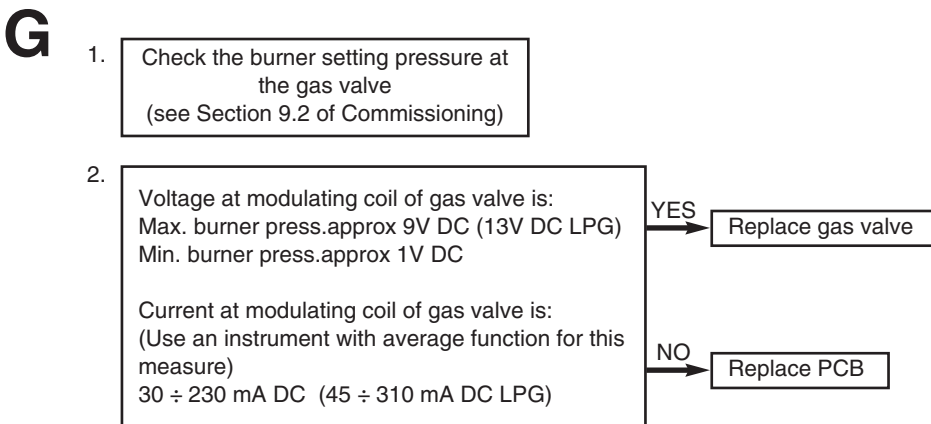 G
1.
Check the burner setting pressure at
the gas valve
(see Section 9.2 of Commissioning)
2.
Voltage at modulating coil of gas valve is:
Max. burner press.approx 9V DC (13V DC LPG)
Min. burner press.approx 1V DC
Current at modulating coil of gas valve is:
(Use an instrument with average function for this
measure)
30 ÷ 230 mA DC (45 ÷ 310 mA DC LPG)
YES
Replace gas valve
NO
Replace PCB